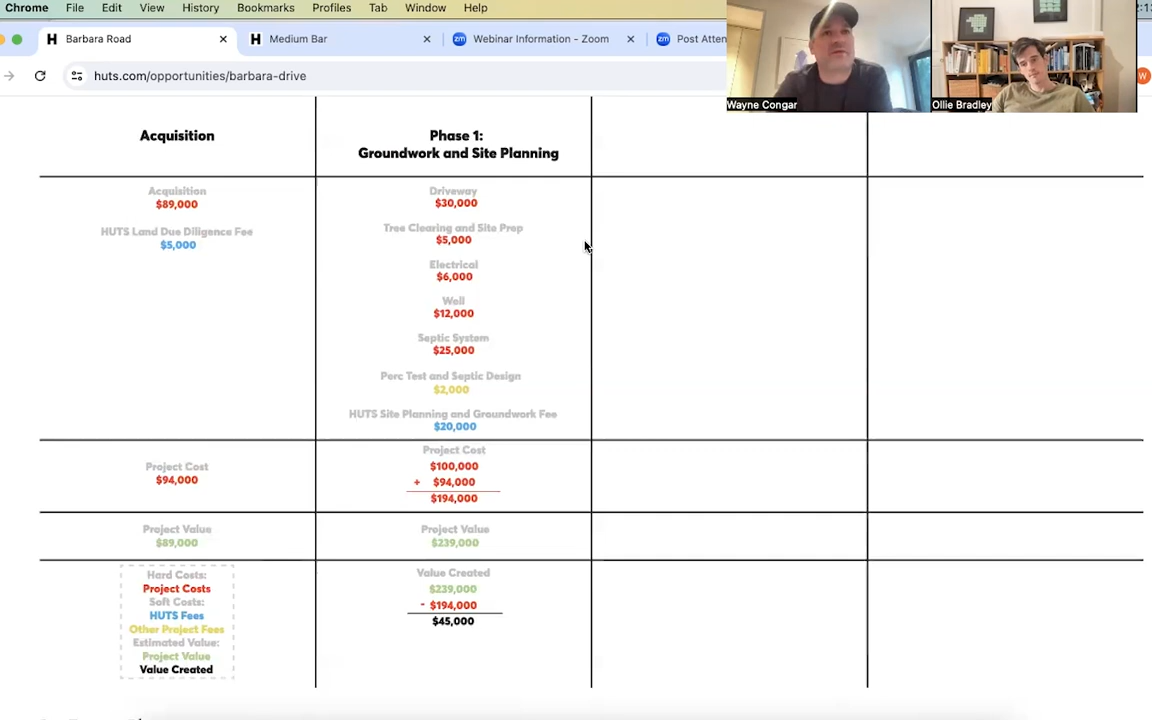 Chrome File Edit View History Bookmarks Profiles Tab Window Help
H Barbara Road
H Medium Bar
zm Webinar Information - Zoom
zm Post Atten
huts.com/opportunities/barbara-drive
W
Wayne Congar
Ollie Bradley
Acquisition
Phase 1:
Groundwork and Site Planning
Acquisition
$89,000
HUTS Land Due Diligence Fee
$5,000
Driveway
$30,000
Tree Clearing and Site Prep
$5,000
Electrical
$6,000
Well
$12,000
Septic System
$25,000
Perc Test and Septic Design
$2,000
HUTS Site Planning and Groundwork Fee
$20,000
Project Cost
$94,000
Project Cost
$100,000
+ $94,000
$194,000
Project Value
$89,000
Project Value
$239,000
Hard Costs:
Project Costs
Soft Costs:
HUTS Fees
Other Project Fees
Estimated Value:
Project Value
Value Created
Value Created
$239,000
- $194,000
$45,000